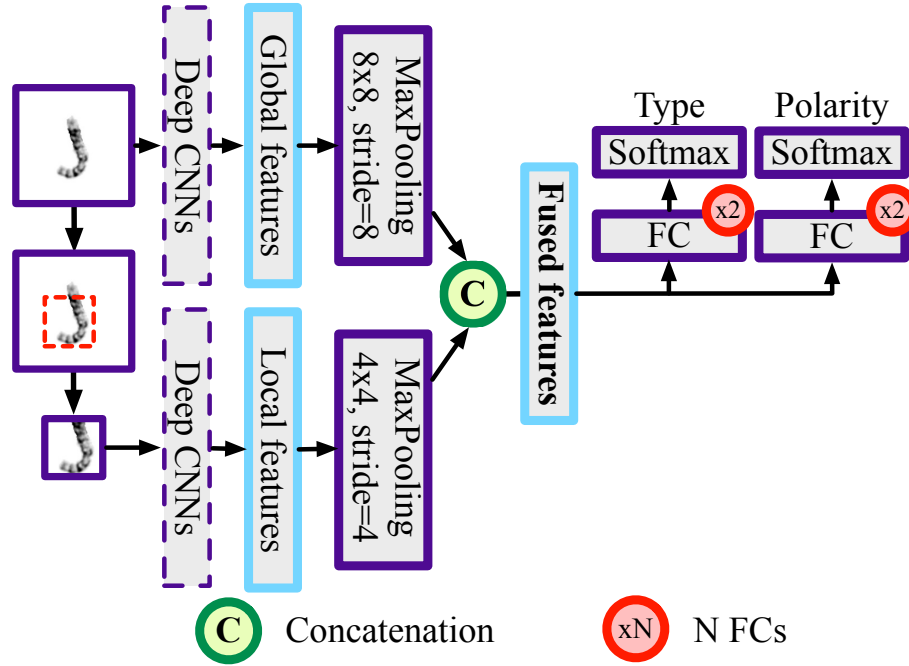 Deep CNNs
Global features
MaxPooling
8x8, stride=8
Deep CNNs
Local features
MaxPooling
4x4, stride=4
C
Fused features
Type
Polarity
Softmax
Softmax
x2
x2
FC
FC
C
Concatenation
xN
N FCs